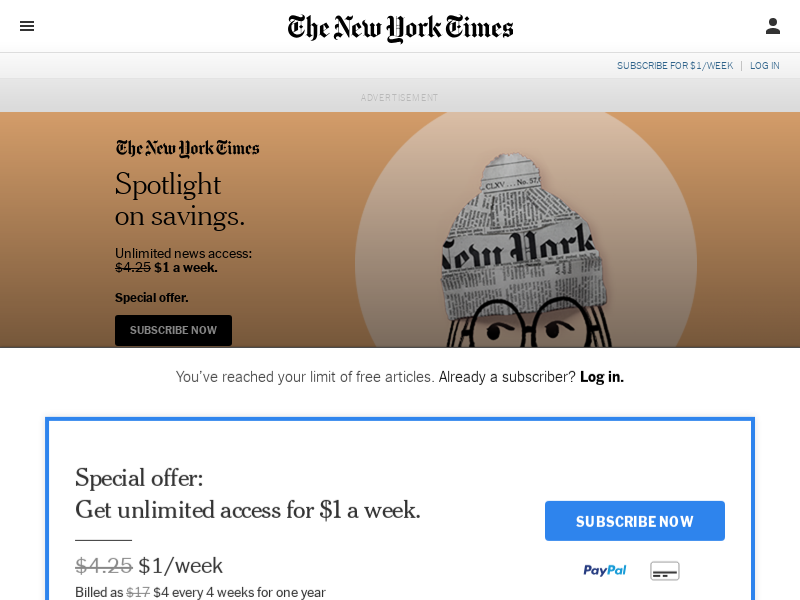 The New York Times
SUBSCRIBE FOR $1/WEEK | LOG IN
ADVERTISEMENT
The New York Times
Spotlight
on savings.
Unlimited news access:
$4.25 $1 a week.
Special offer.
SUBSCRIBE NOW
CLXV . . . No. 57,
New York
You’ve reached your limit of free articles. Already a subscriber? Log in.
Special offer:
Get unlimited access for $1 a week.
SUBSCRIBE NOW
$4.25 $1/week
PayPal
Billed as $17 $4 every 4 weeks for one year